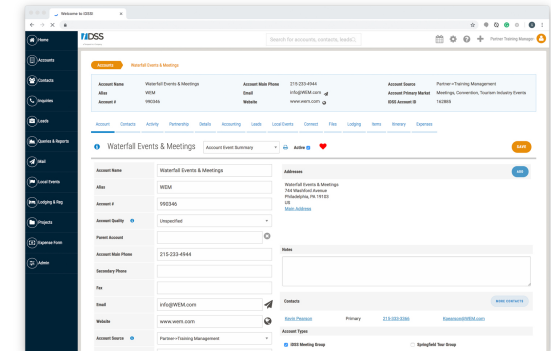 Welcome to iDSS
iDSS
Search for accounts, contacts, leads
Partner Training Manager
Home
Accounts
Contacts
Inquiries
Leads
Queries & Reports
Mail
Local Events
Lodging & Reg
Projects
Expense Form
Admin
Accounts Waterfall Events & Meetings
Account Name Waterfall Events & Meetings Account Main Phone 215-233-4944 Account Source Partner->Training Management
Alias WEM Email info@WEM.com Account Primary Market Meetings, Convention, Tourism Industry Events
Account # 990346 Website www.wem.com IDSS Account ID 162865
Account Contacts Activity Partnership Details Accounting Leads Local Events Connect Files Lodging Notes Itinerary Expenses
Waterfall Events & Meetings Account Event Summary Active SAVE
Account Name Waterfall Events & Meetings
Alias WEM
Account # 990346
Account Quality Unspecified
Parent Account
Account Main Phone 215-233-4944
Secondary Phone
Fax
Email info@WEM.com
Website www.wem.com
Account Source Partner->Training Management
Addresses ADD
Waterfall Events & Meetings
744 Washford Avenue
Philadelphia, PA 19103
US
Main Address
Notes
Contacts MANAGE CONTACTS
Kevin Pearson Primary 215-233-3566
Account Types
IDSS Meeting Group Springfield Tour Group